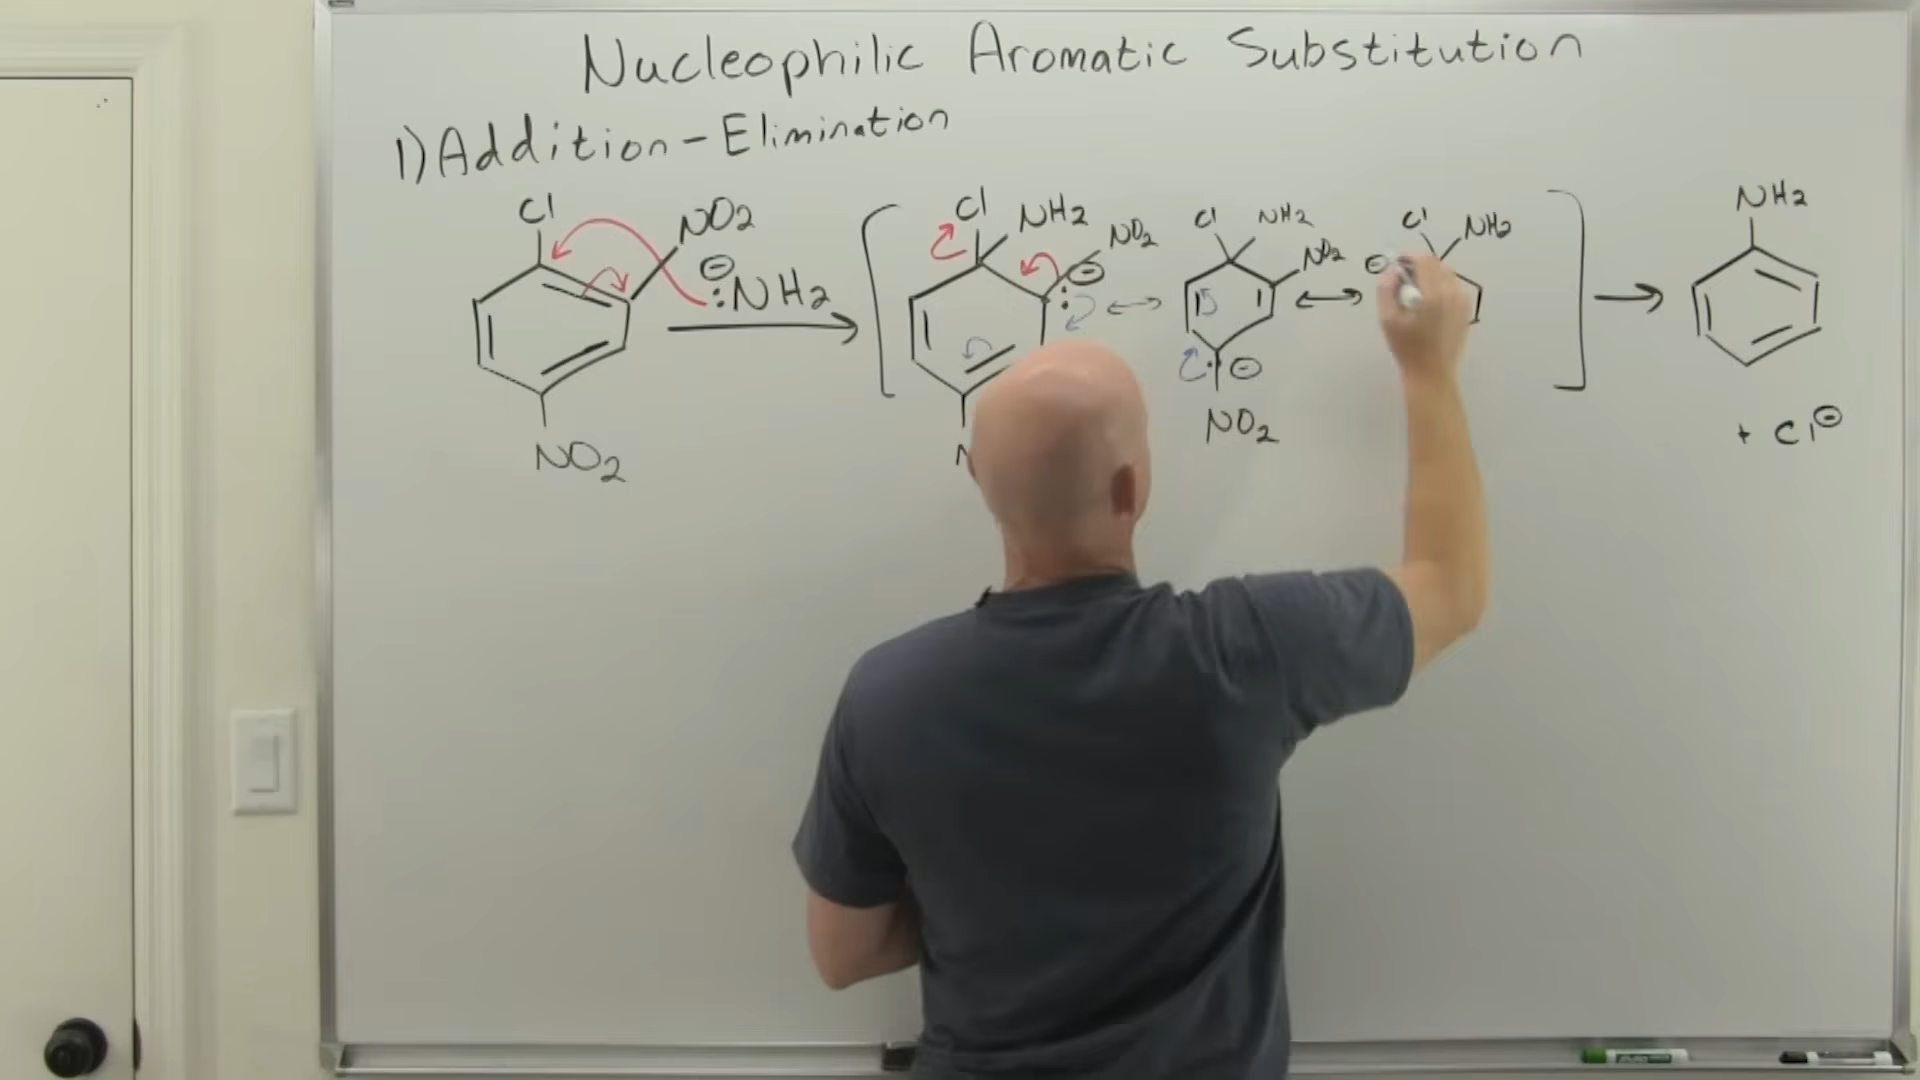 Nucleophilic Aromatic Substitution
1) Addition - Elimination
Cl NO2 ⊖ :NH2 NO2
Cl NH2 NO2 ⊖ :
Cl NH2 NO2 ⊖ NO2
Cl NH2 ⊖
NH2
+ Cl⊖